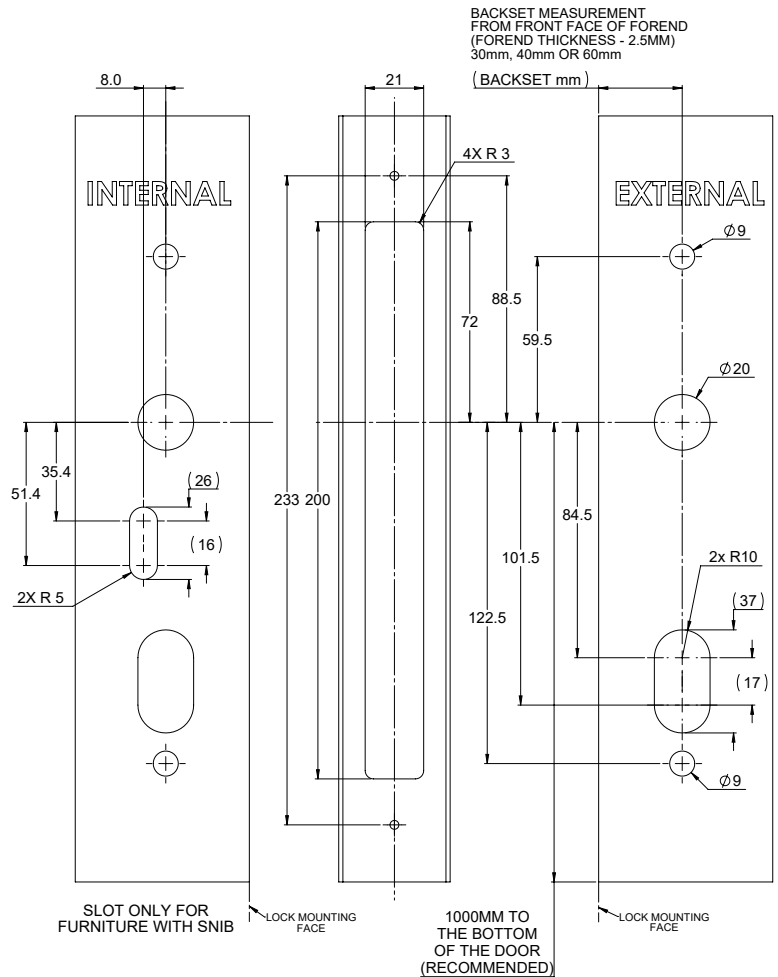 BACKSET MEASUREMENT
FROM FRONT FACE OF FOREND
(FOREND THICKNESS - 2.5MM)
30mm, 40mm OR 60mm
(BACKSET mm)
8.0
21
4X R 3
INTERNAL
EXTERNAL
Ø9
88.5
72
59.5
Ø20
35.4
51.4
(26)
(16)
233
200
84.5
101.5
122.5
2X R 5
2x R10
(37)
(17)
Ø9
SLOT ONLY FOR
FURNITURE WITH SNIB
LOCK MOUNTING
FACE
1000MM TO
THE BOTTOM
OF THE DOOR
(RECOMMENDED)
LOCK MOUNTING
FACE